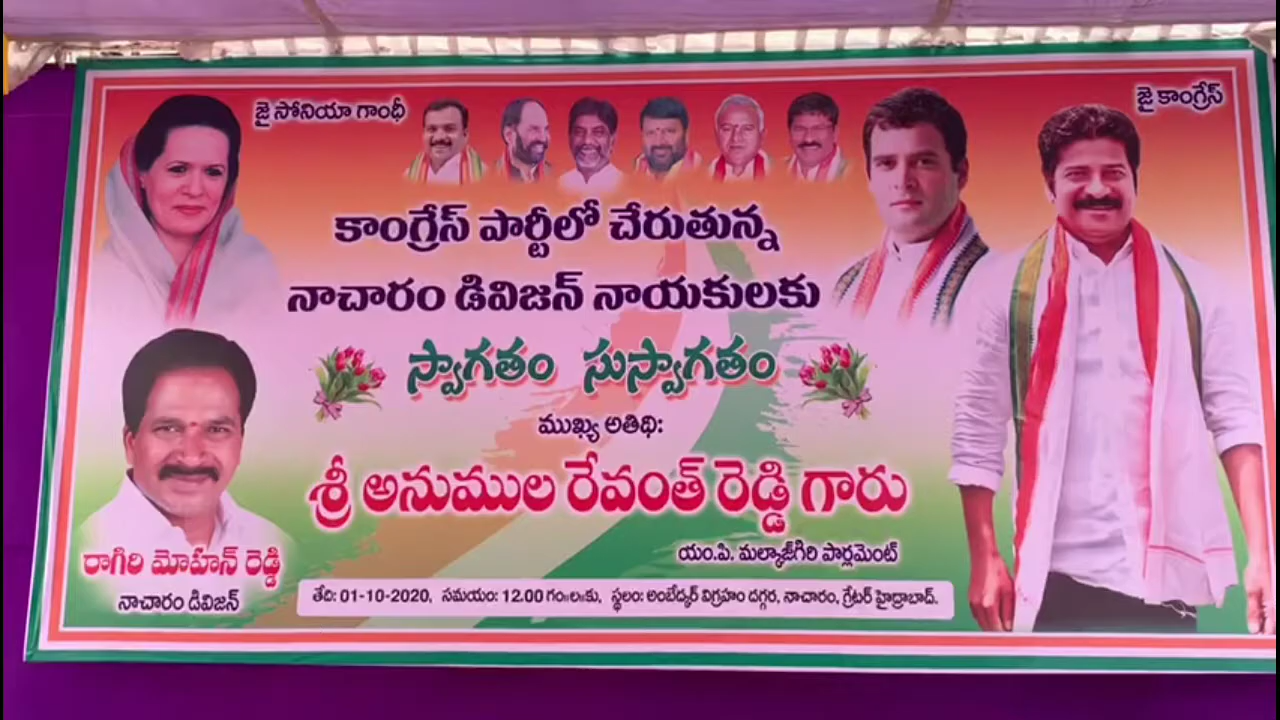 జై సోనియా గాంధీ
జై కాంగ్రేస్
కాంగ్రేస్ పార్టీలో చేరుతున్న
నాచారం డివిజన్ నాయకులకు
స్వాగతం సుస్వాగతం
ముఖ్య అతిథి:
శ్రీ అనుముల రేవంత్ రెడ్డి గారు
యం.పి. మల్కాజ్‌గిరి పార్లమెంట్
రాగిరి మోహన్ రెడ్డి
నాచారం డివిజన్
తేది: 01-10-2020, సమయం: 12.00 గం॥ల॥కు, స్థలం: అంబేద్కర్ విగ్రహం దగ్గర, నాచారం, గ్రేటర్ హైద్రాబాద్.